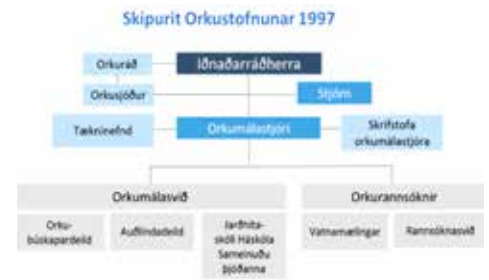 Skipurit Orkustofnunar 1997
Orkuráð
Iðnaðarráðherra
Orkusjóður
Stjórn
Tækninefnd
Orkumálastjóri
Skrifstofa
orkumálastjóra
Orkumálasvið
Orkurannsóknir
Orku-
búskapardeild
Auðlindadeild
Jarðhita-
skóli Háskóla
Sameinuðu
þjóðanna
Vatnamælingar
Rannsóknasvið